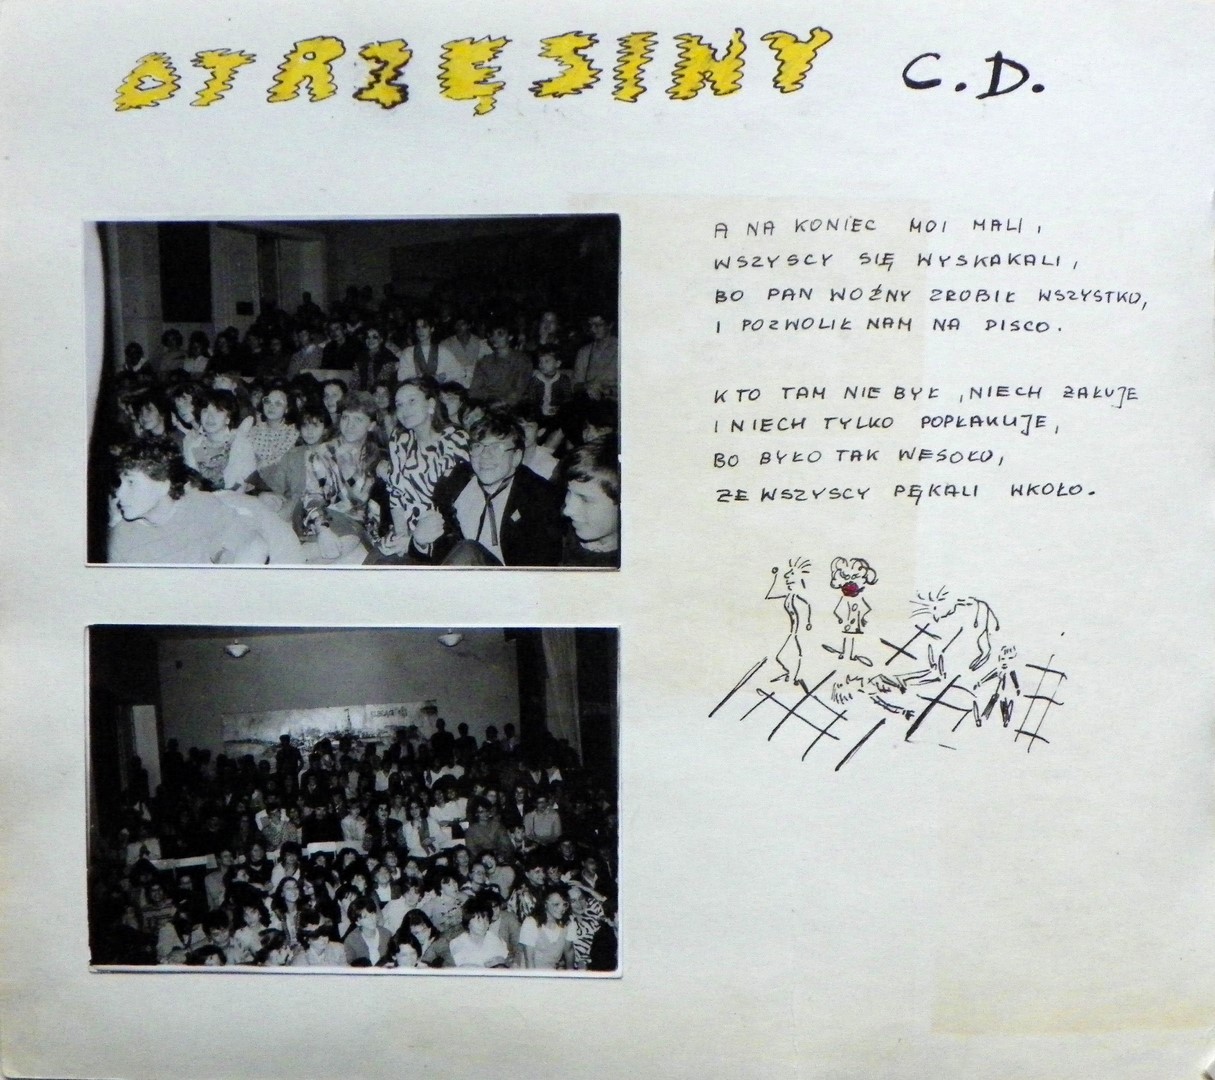 OTRZĘSINY C.D.
A NA KONIEC MOI MALI,
WSZYSCY SIĘ WYSKAKALI,
BO PAN WOŹNY ZROBIŁ WSZYSTKO,
I POZWOLIŁ NAM NA DISCO.
KTO TAM NIE BYŁ, NIECH ŻAŁUJE
I NIECH TYLKO POPŁAKUJE,
BO BYŁO TAK WESOŁO,
ŻE WSZYSCY PĘKALI WKOŁO.